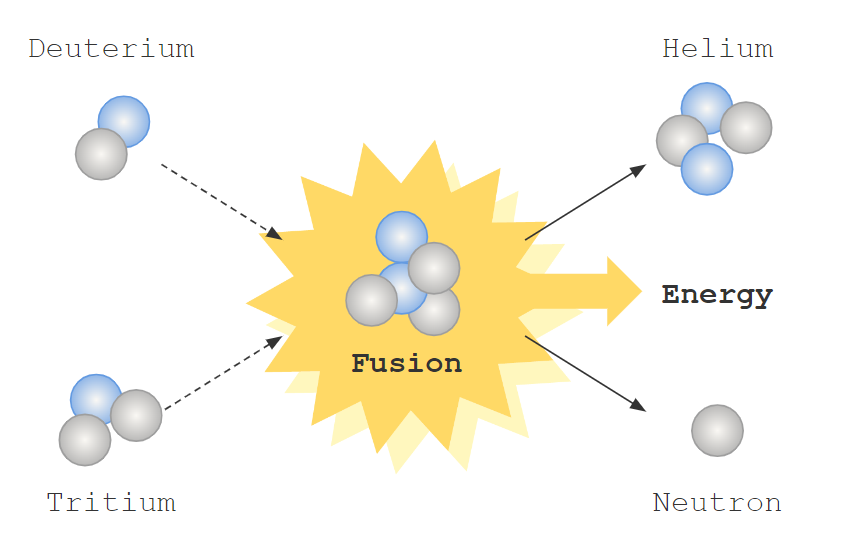 Deuterium
Helium
Energy
Fusion
Tritium
Neutron